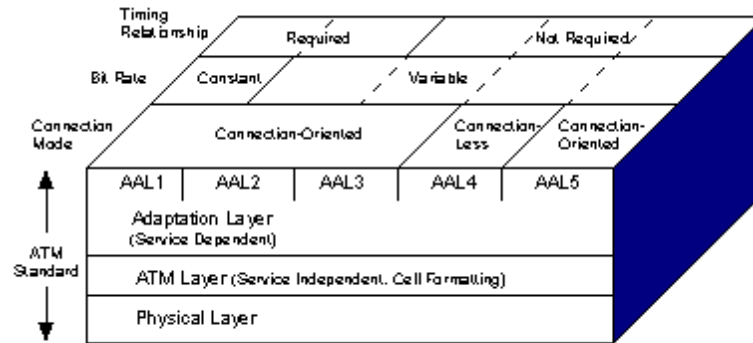 Timing
Relationship
Required
Not Required
Bit Rate
Constant
Variable
Connection
Mode
Connection-Oriented
Connection-
Less
Connection-
Oriented
AAL1
AAL2
AAL3
AAL4
AAL5
Adaptation Layer
(Service Dependent)
ATM
Standard
ATM Layer (Service Independent. Cell Formatting)
Physical Layer